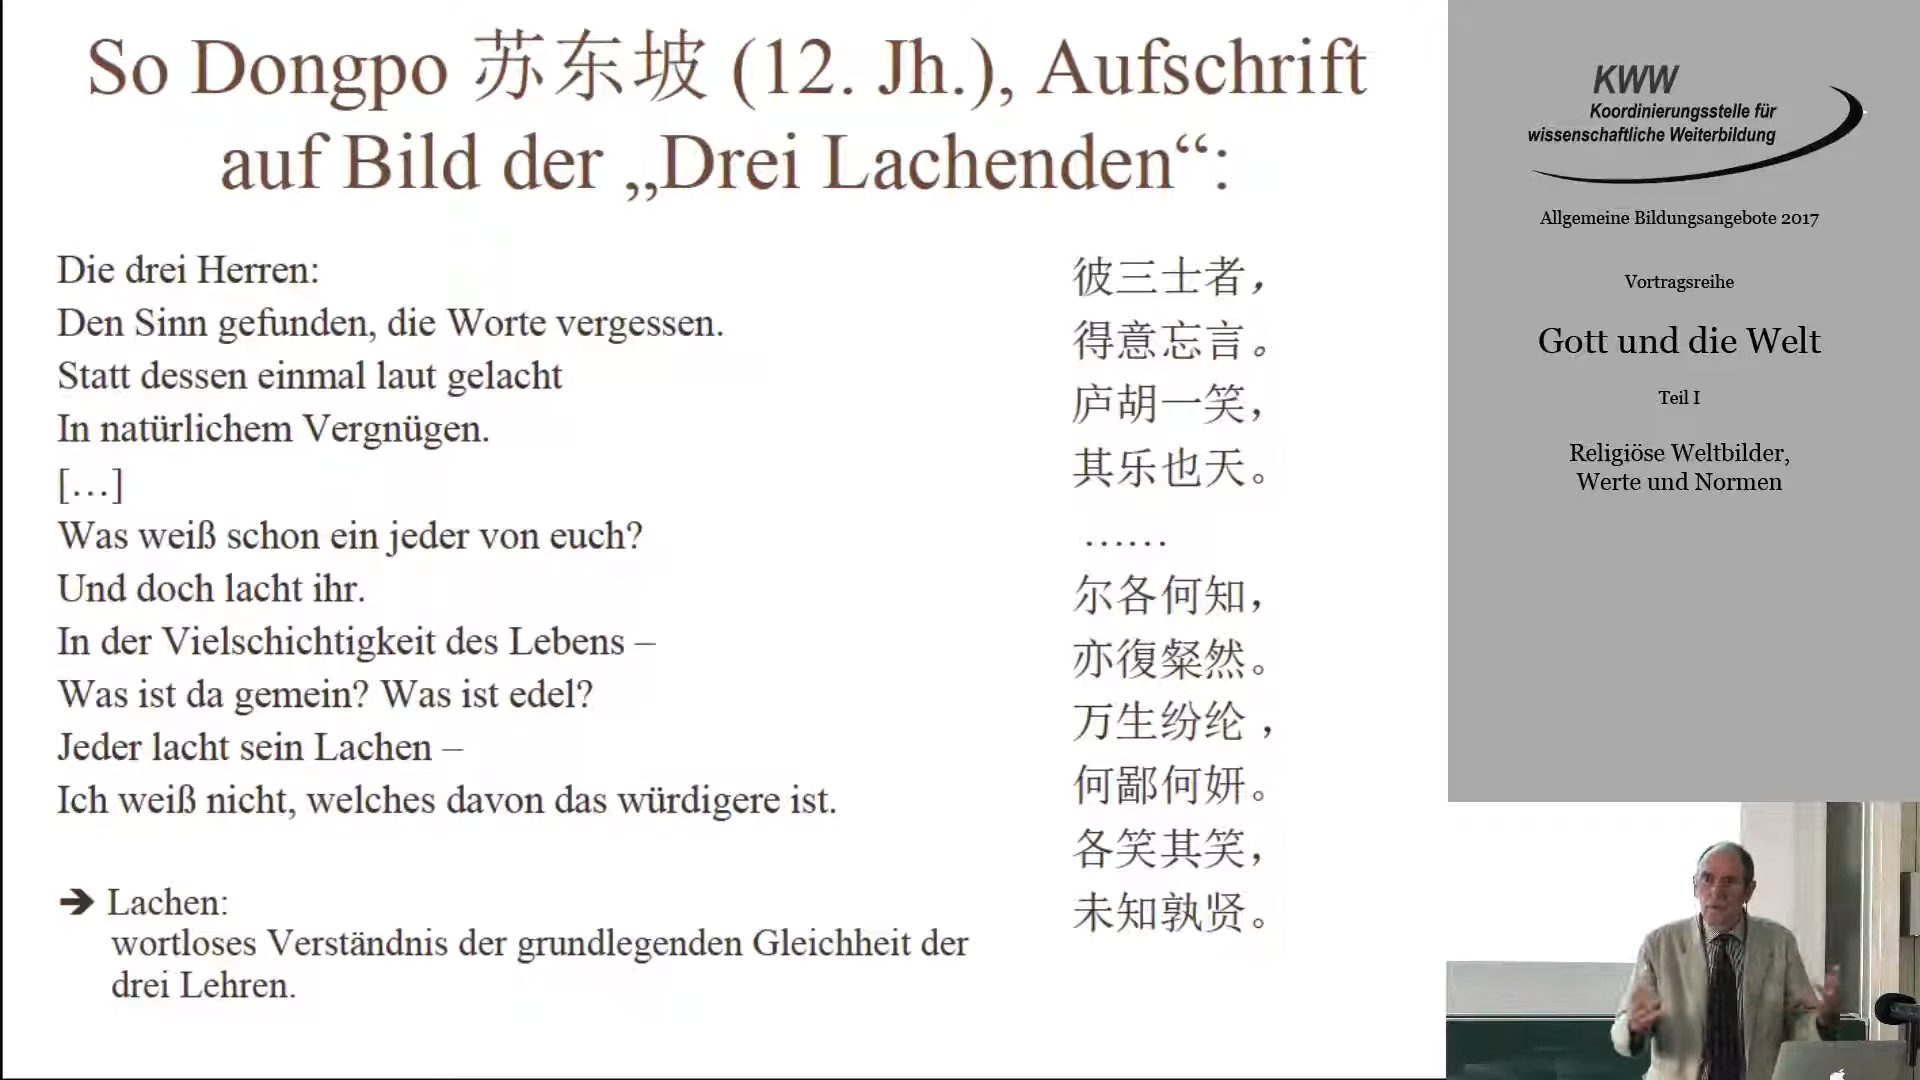 So Dongpo 苏东坡 (12. Jh.), Aufschrift
auf Bild der „Drei Lachenden“:
Die drei Herren:
Den Sinn gefunden, die Worte vergessen.
Statt dessen einmal laut gelacht
In natürlichem Vergnügen.
[…]
Was weiß schon ein jeder von euch?
Und doch lacht ihr.
In der Vielschichtigkeit des Lebens –
Was ist da gemein? Was ist edel?
Jeder lacht sein Lachen –
Ich weiß nicht, welches davon das würdigere ist.
➔ Lachen:
wortloses Verständnis der grundlegenden Gleichheit der
drei Lehren.
彼三士者，
得意忘言。
庐胡一笑，
其乐也天。
……
尔各何知，
亦復粲然。
万生纷纶，
何鄙何妍。
各笑其笑，
未知孰贤。
KWW
Koordinierungsstelle für
wissenschaftliche Weiterbildung
Allgemeine Bildungsangebote 2017
Vortragsreihe
Gott und die Welt
Teil I
Religiöse Weltbilder,
Werte und Normen